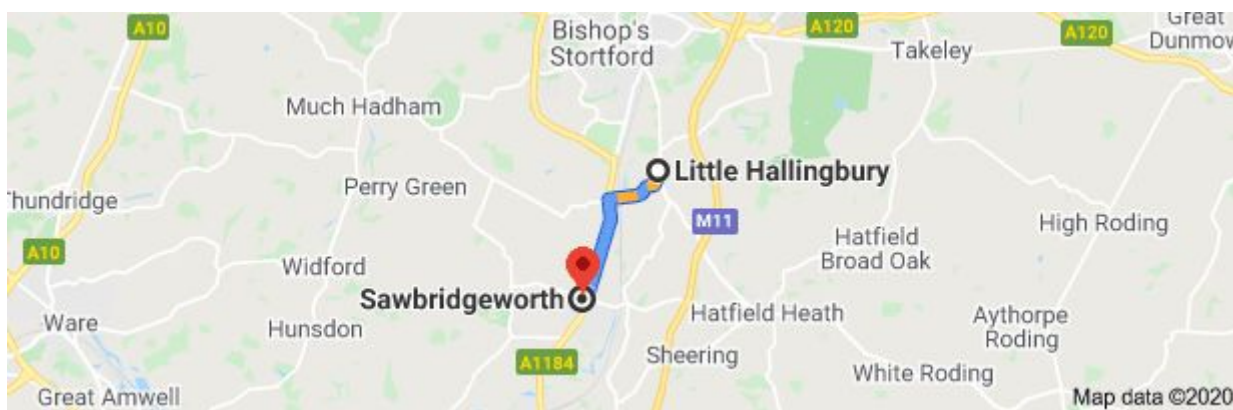 A10
Bishop's
Stortford
A120
Great
Dunmow
A120
Takeley
Much Hadham
Little Hallingbury
Perry Green
Thundridge
M11
High Roding
A10
Hatfield
Broad Oak
Widford
Sawbridgeworth
Ware
Hunsdon
Hatfield Heath
Aythorpe
Roding
A1184
Sheering
White Roding
Great Amwell
Map data ©2020